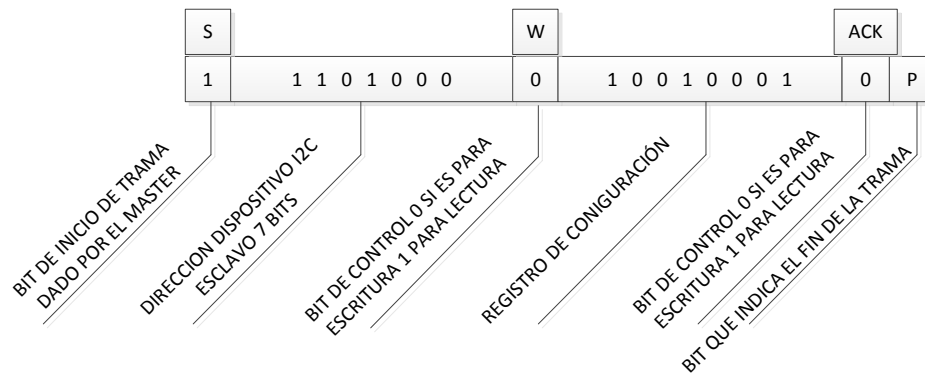 S
W
ACK
1
1 1 0 1 0 0 0
0
1 0 0 1 0 0 0 1
0
P
BIT DE INICIO DE TRAMA
DADO POR EL MASTER
DIRECCION DISPOSITIVO I2C
ESCLAVO 7 BITS
BIT DE CONTROL 0 SI ES PARA
ESCRITURA 1 PARA LECTURA
REGISTRO DE CONIGURACIÓN
BIT DE CONTROL 0 SI ES PARA
ESCRITURA 1 PARA LECTURA
BIT QUE INDICA EL FIN DE LA TRAMA